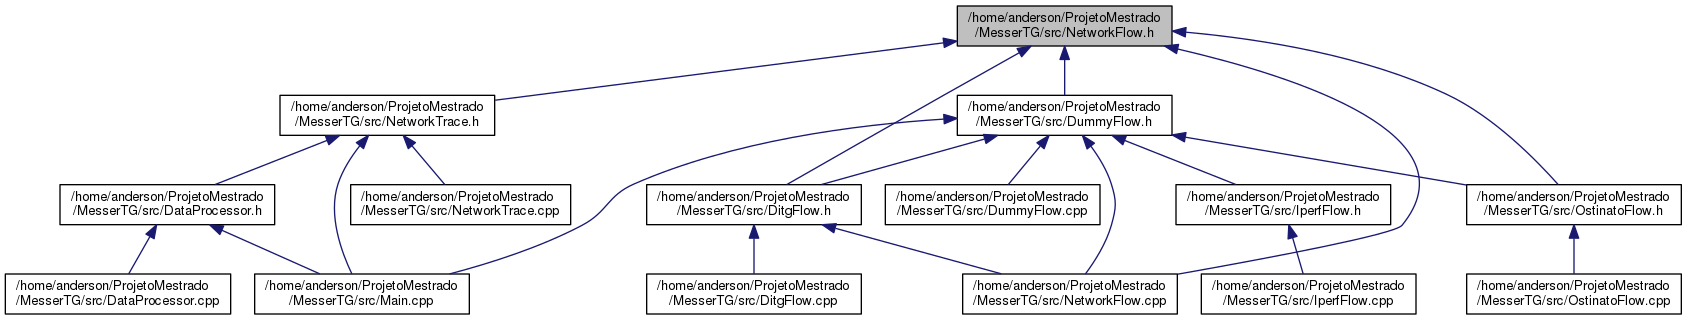 /home/anderson/ProjetoMestrado
/MesserTG/src/NetworkFlow.h
/home/anderson/ProjetoMestrado
/MesserTG/src/NetworkTrace.h
/home/anderson/ProjetoMestrado
/MesserTG/src/DummyFlow.h
/home/anderson/ProjetoMestrado
/MesserTG/src/DataProcessor.h
/home/anderson/ProjetoMestrado
/MesserTG/src/NetworkTrace.cpp
/home/anderson/ProjetoMestrado
/MesserTG/src/DitgFlow.h
/home/anderson/ProjetoMestrado
/MesserTG/src/DummyFlow.cpp
/home/anderson/ProjetoMestrado
/MesserTG/src/IperfFlow.h
/home/anderson/ProjetoMestrado
/MesserTG/src/OstinatoFlow.h
/home/anderson/ProjetoMestrado
/MesserTG/src/DataProcessor.cpp
/home/anderson/ProjetoMestrado
/MesserTG/src/Main.cpp
/home/anderson/ProjetoMestrado
/MesserTG/src/DitgFlow.cpp
/home/anderson/ProjetoMestrado
/MesserTG/src/NetworkFlow.cpp
/home/anderson/ProjetoMestrado
/MesserTG/src/IperfFlow.cpp
/home/anderson/ProjetoMestrado
/MesserTG/src/OstinatoFlow.cpp